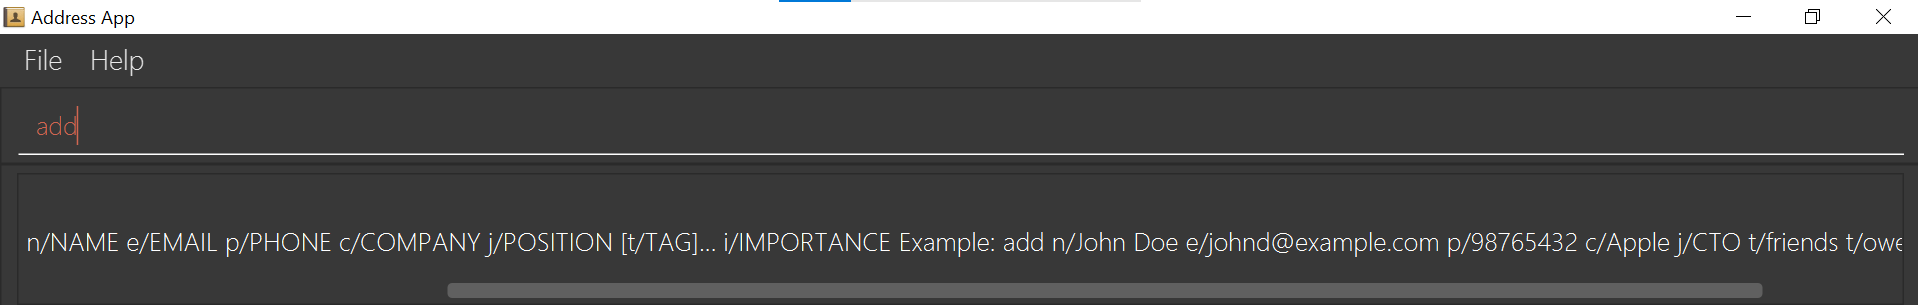 Address App
File Help
add
n/NAME e/EMAIL p/PHONE c/COMPANY j/POSITION [t/TAG]... i/IMPORTANCE Example: add n/John Doe e/johnd@example.com p/98765432 c/Apple j/CTO t/friends t/owe